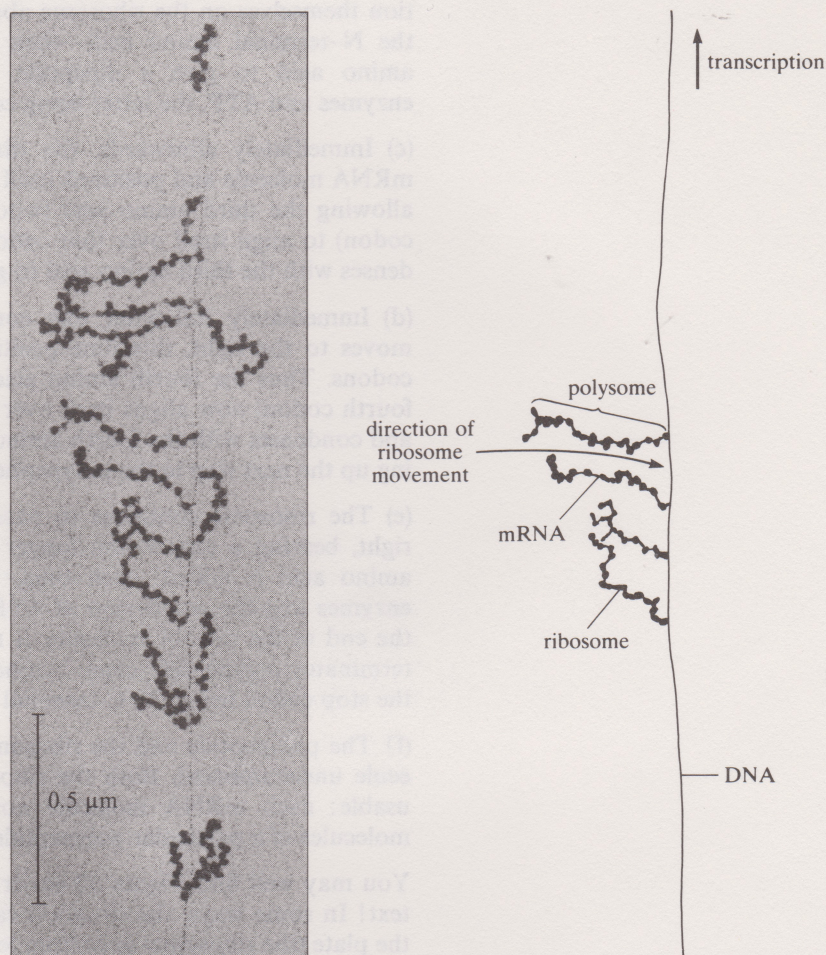 transcription
polysome
direction of
ribosome
movement
mRNA
ribosome
0.5 μm
DNA